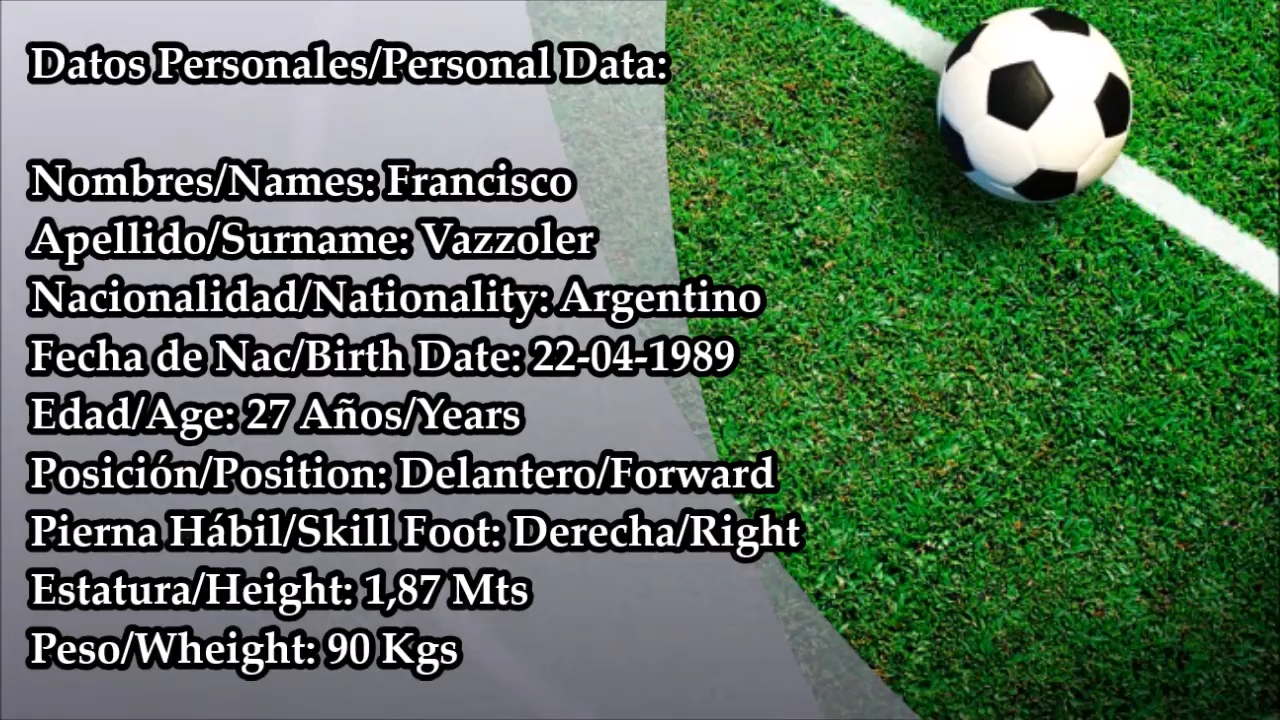 Datos Personales/Personal Data:
Nombres/Names: Francisco
Apellido/Surname: Vazzoler
Nacionalidad/Nationality: Argentino
Fecha de Nac/Birth Date: 22-04-1989
Edad/Age: 27 Años/Years
Posición/Position: Delantero/Forward
Pierna Hábil/Skill Foot: Derecha/Right
Estatura/Height: 1,87 Mts
Peso/Wheight: 90 Kgs